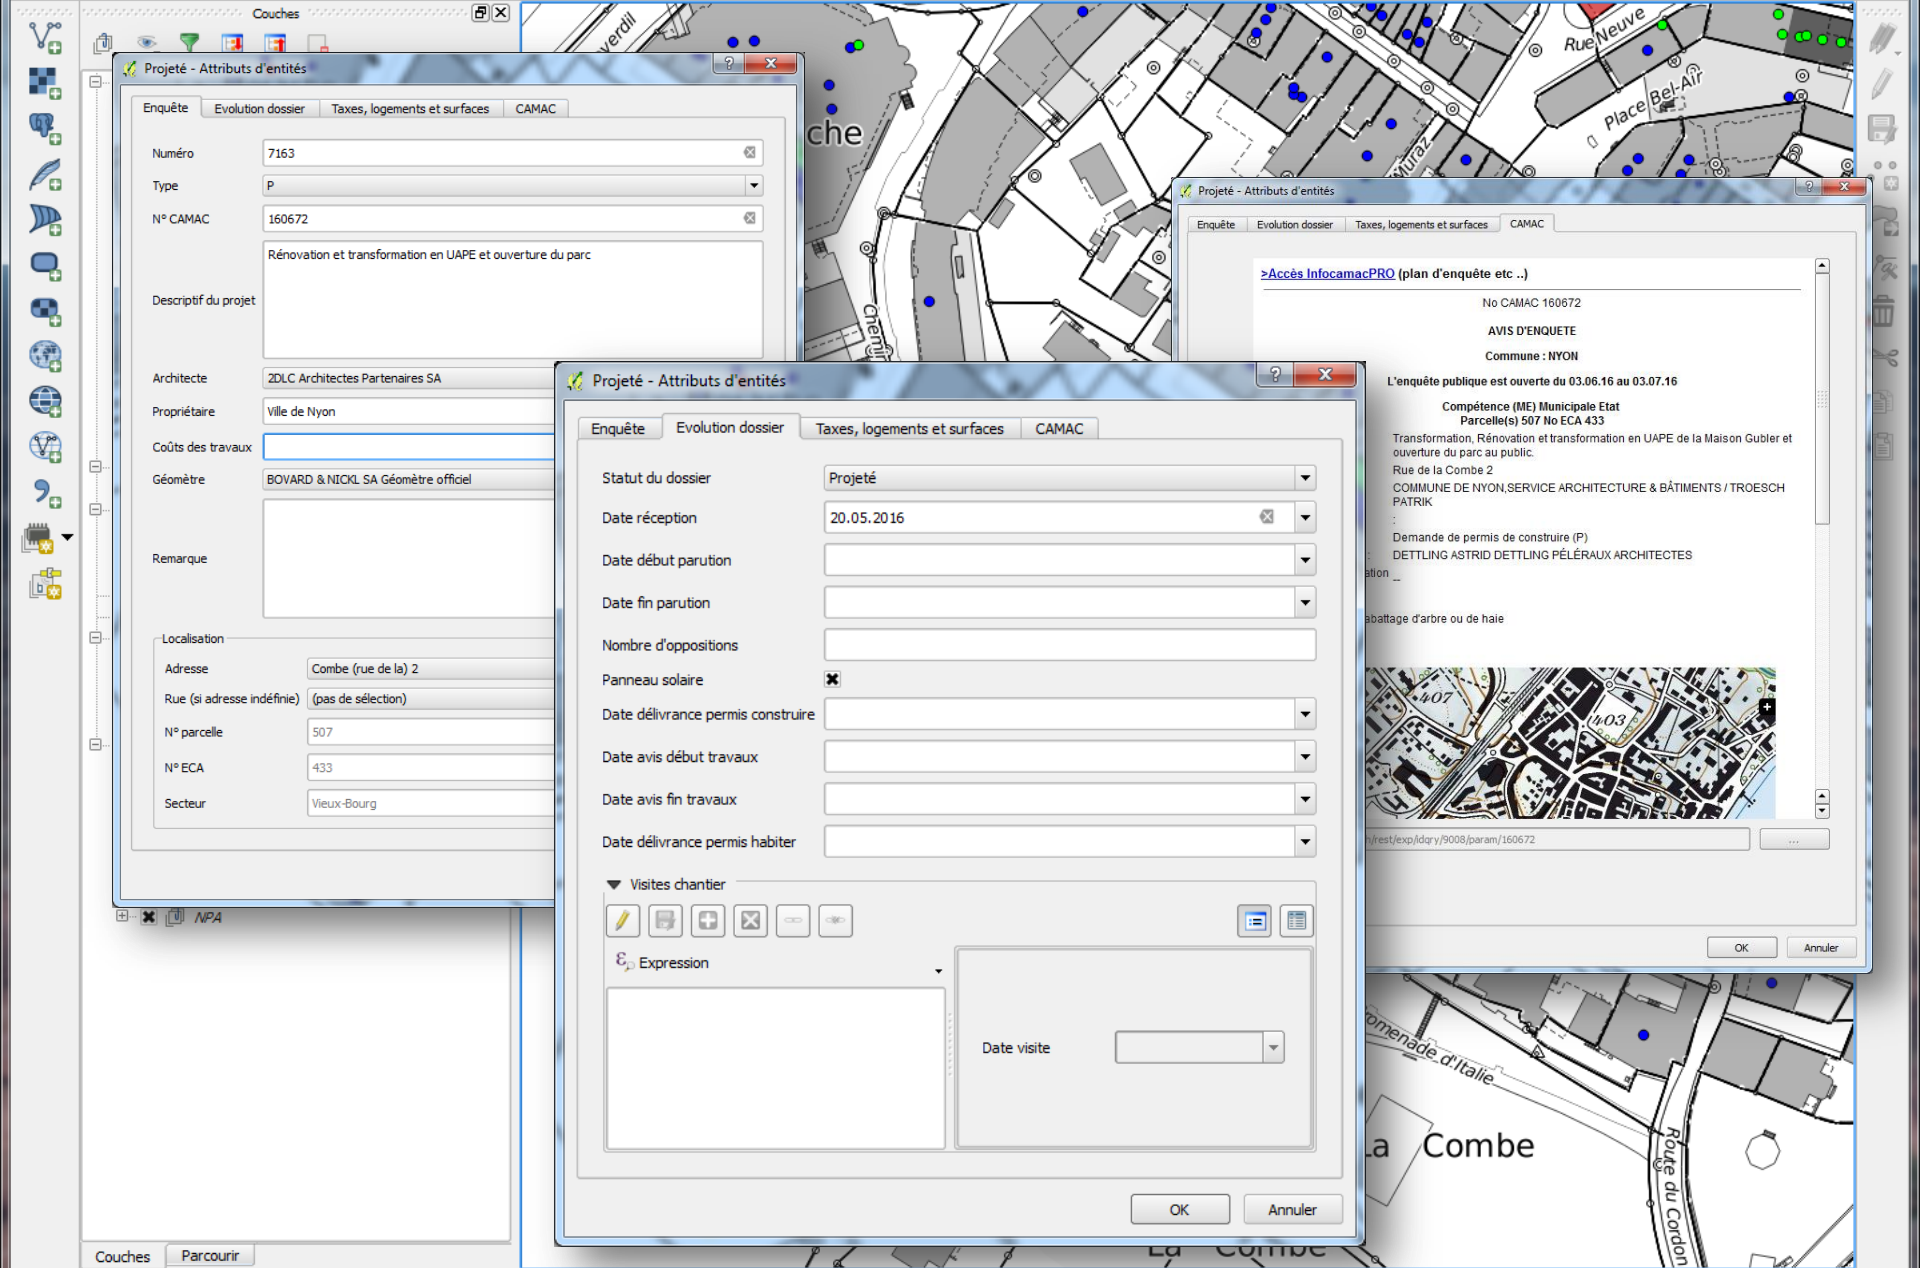 Couches
Projeté - Attributs d'entités
Enquête
Evolution dossier
Taxes, logements et surfaces
CAMAC
Numéro
7163
Type
P
N° CAMAC
160672
Descriptif du projet
Rénovation et transformation en UAPE et ouverture du parc
Architecte
2DLC Architectes Partenaires SA
Propriétaire
Ville de Nyon
Coûts des travaux
Géomètre
BOVARD & NICKL SA Géomètre officiel
Remarque
Localisation
Adresse
Combe (rue de la) 2
Rue (si adresse indéfinie)
(pas de sélection)
N° parcelle
507
N° ECA
433
Secteur
Vieux-Bourg
NPA
Couches
Parcourir
Projeté - Attributs d'entités
Enquête
Evolution dossier
Taxes, logements et surfaces
CAMAC
Statut du dossier
Projeté
Date réception
20.05.2016
Date début parution
Date fin parution
Nombre d'oppositions
Panneau solaire
Date délivrance permis construire
Date avis début travaux
Date avis fin travaux
Date délivrance permis habiter
Visites chantier
Expression
Date visite
OK
Annuler
Projeté - Attributs d'entités
Enquête
Evolution dossier
Taxes, logements et surfaces
CAMAC
>Accès InfocamacPRO (plan d'enquête etc ..)
No CAMAC 160672
AVIS D'ENQUETE
Commune : NYON
L'enquête publique est ouverte du 03.06.16 au 03.07.16
Compétence (ME) Municipale Etat
Parcelle(s) 507 No ECA 433
Transformation, Rénovation et transformation en UAPE de la Maison Gubler et
ouverture du parc au public.
Rue de la Combe 2
COMMUNE DE NYON,SERVICE ARCHITECTURE & BÂTIMENTS / TROESCH
PATRIK
:
Demande de permis de construire (P)
: DETTLING ASTRID DETTLING PÉLÉRAUX ARCHITECTES
ation _
abattage d'arbre ou de haie
407
403
/rest/exp/idqry/9008/param/160672
...
OK
Annuler
verdil
che
Chemin
Rue Neuve
Place Bel-Air
Muraz
omenade d'Italie
La Combe
Route du Cordon
La Combe